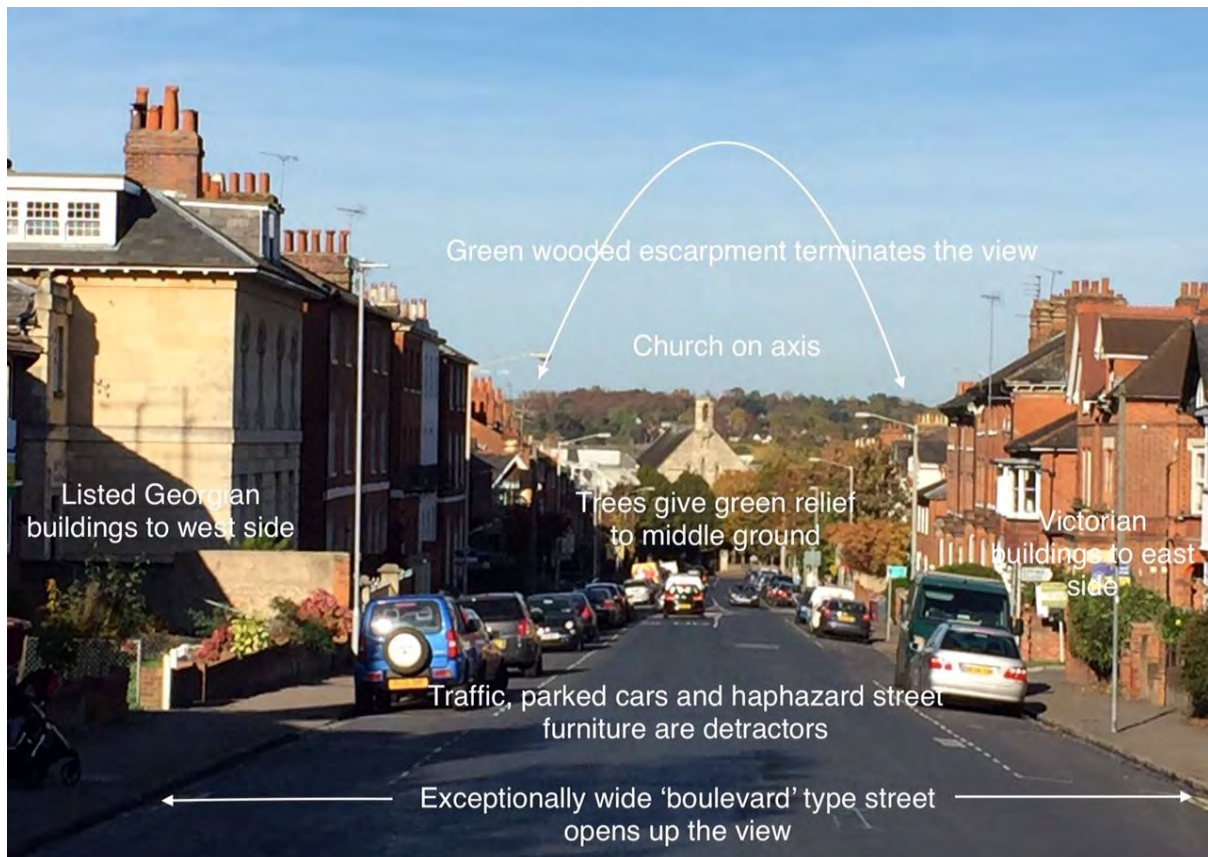 Green wooded escarpment terminates the view
Church on axis
Listed Georgian
buildings to west side
Trees give green relief
to middle ground
Victorian
buildings to east
side
Traffic, parked cars and haphazard street
furniture are detractors
Exceptionally wide ‘boulevard’ type street
opens up the view